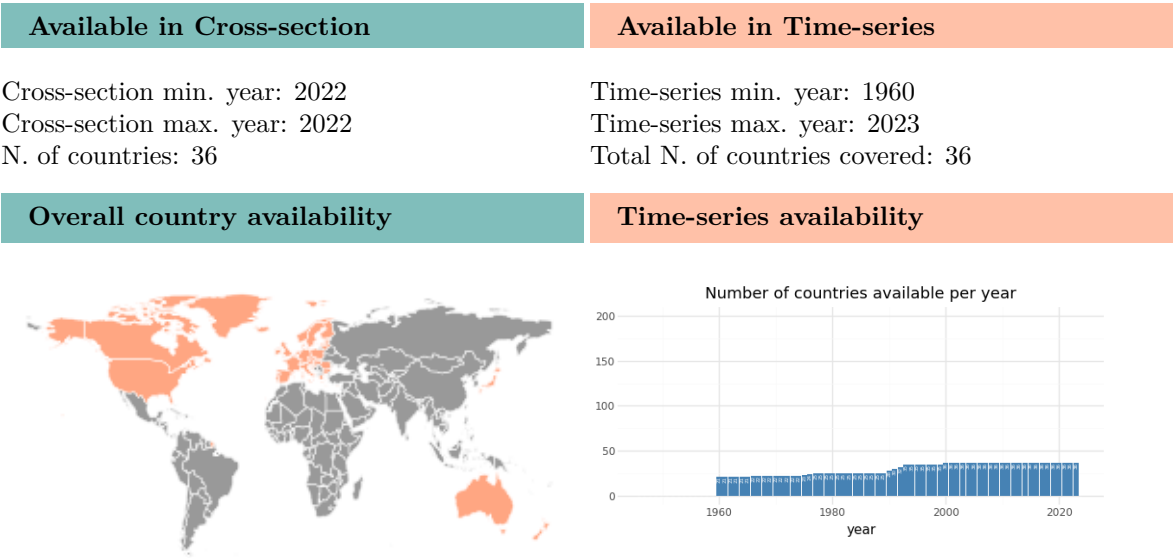 Available in Cross-section
Available in Time-series
Cross-section min. year: 2022
Cross-section max. year: 2022
N. of countries: 36
Time-series min. year: 1960
Time-series max. year: 2023
Total N. of countries covered: 36
Overall country availability
Time-series availability
Number of countries available per year
200
150
100
50
0
1960 1980 2000 2020
year